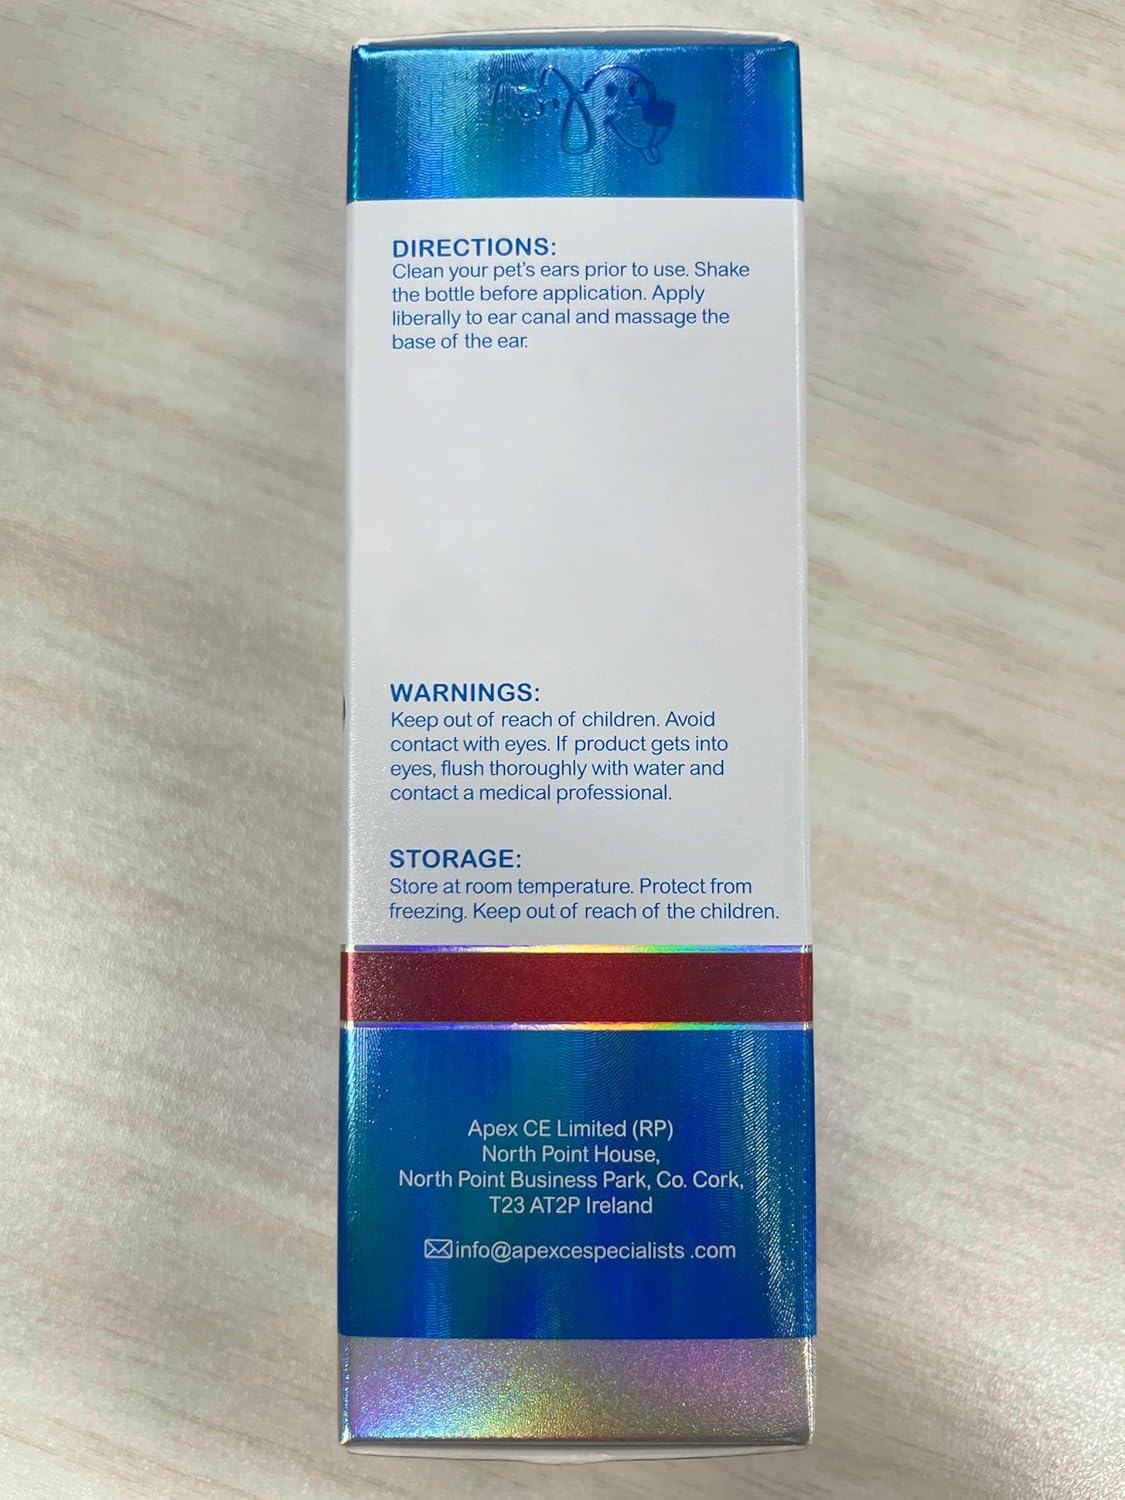 DIRECTIONS:
Clean your pet's ears prior to use. Shake
the bottle before application. Apply
liberally to ear canal and massage the
base of the ear.
WARNINGS:
Keep out of reach of children. Avoid
contact with eyes. If product gets into
eyes, flush thoroughly with water and
contact a medical professional.
STORAGE:
Store at room temperature. Protect from
freezing. Keep out of reach of the children.
Apex CE Limited (RP)
North Point House,
North Point Business Park, Co. Cork,
T23 AT2P Ireland
info@apexcespecialists .com